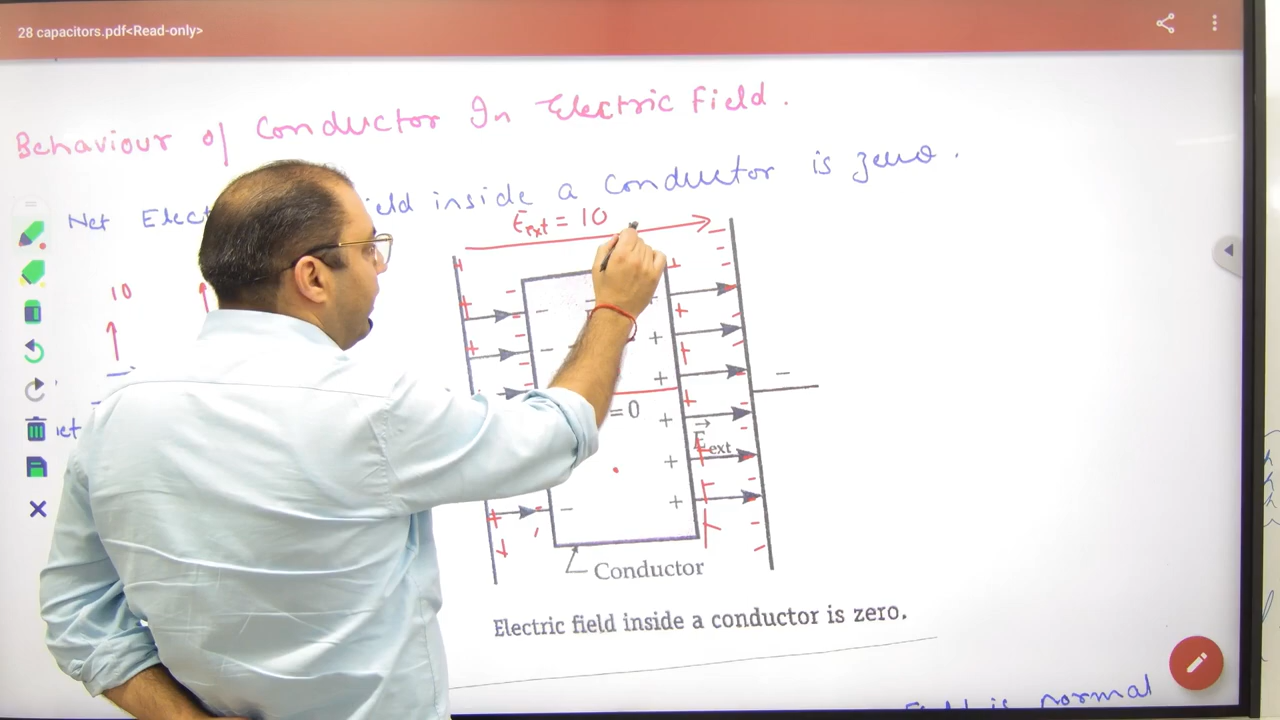 28 capacitors.pdf<Read-only>
Behaviour of Conductor In Electric Field.
Net Elect ield inside a conductor is zero.
Eext = 10
10
= 0
Eext
Conductor
Electric field inside a conductor is zero.
Field is normal